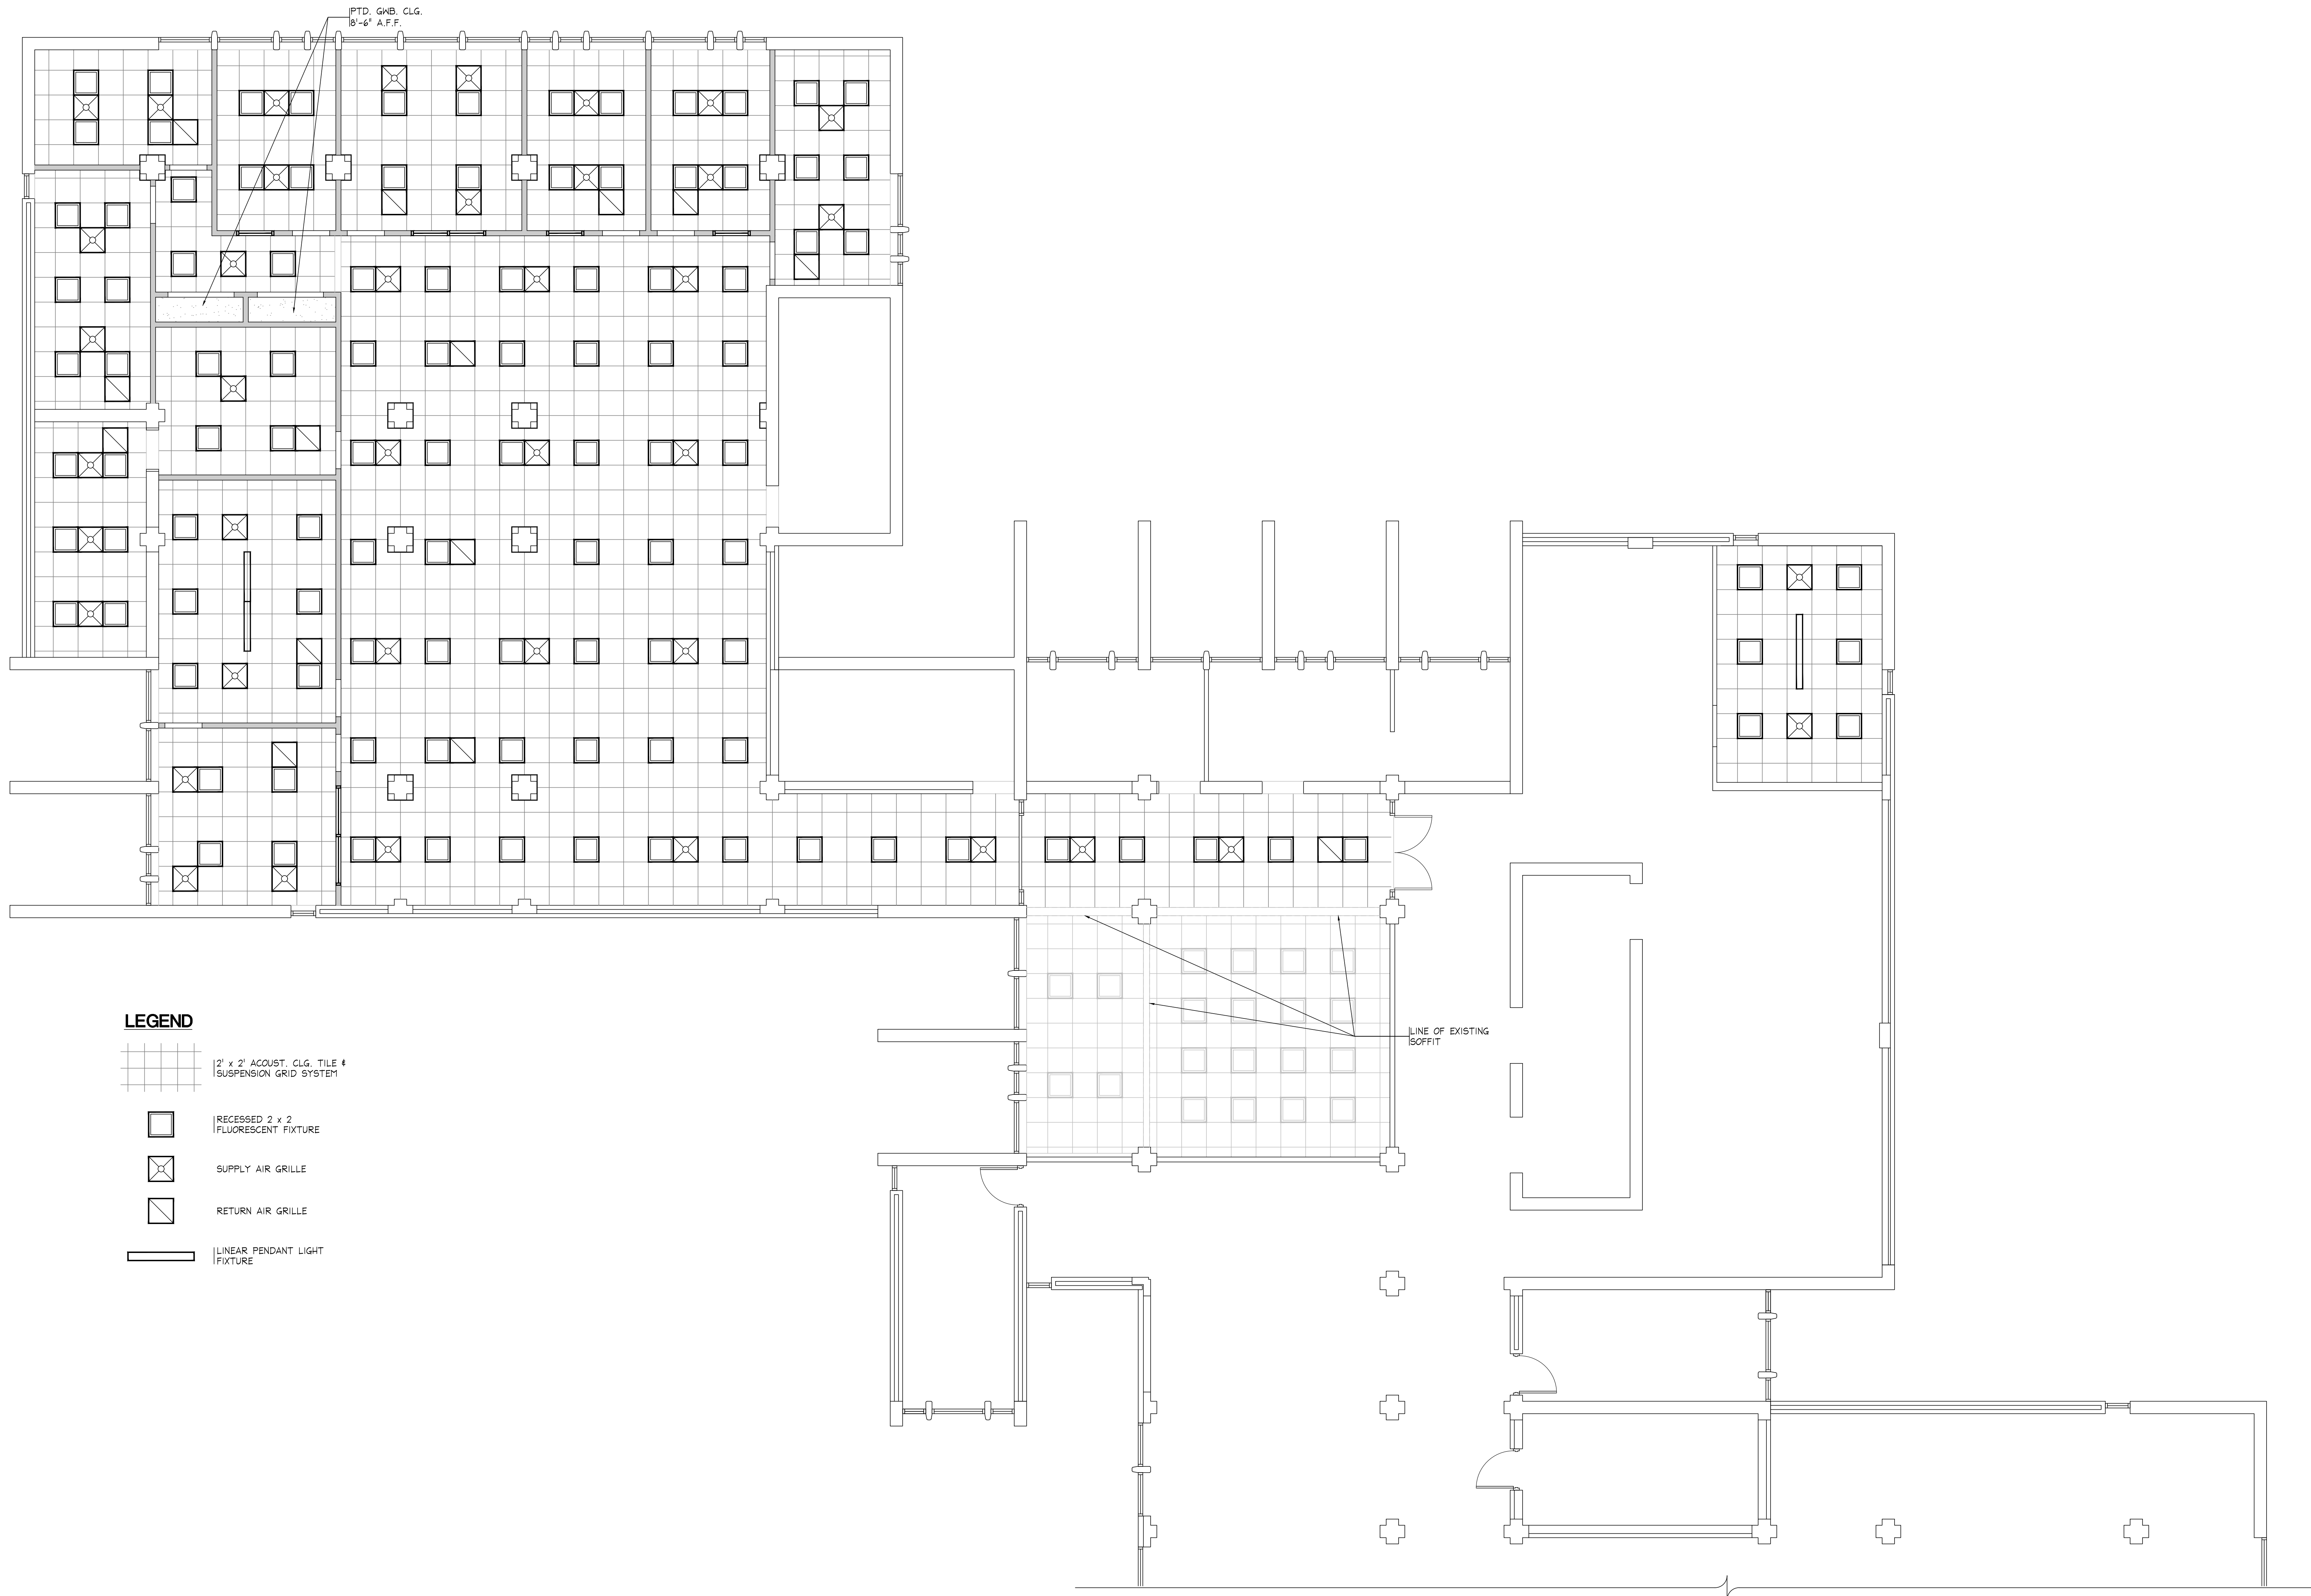 PTD. GWB. CLG.
8'-6" A.F.F.
LINE OF EXISTING
SOFFIT
LEGEND
2' x 2' ACOUST. CLG. TILE &
SUSPENSION GRID SYSTEM
RECESSED 2 x 2
FLUORESCENT FIXTURE
SUPPLY AIR GRILLE
RETURN AIR GRILLE
LINEAR PENDANT LIGHT
FIXTURE